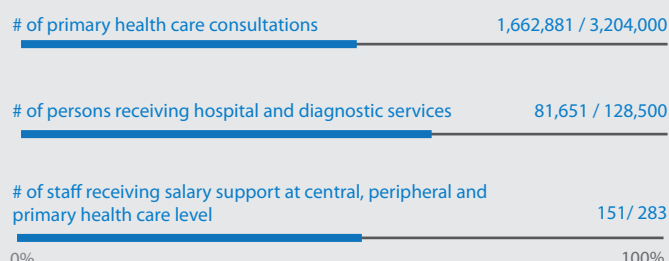 # of primary health care consultations 1,662,881 / 3,204,000
# of persons receiving hospital and diagnostic services 81,651 / 128,500
# of staff receiving salary support at central, peripheral and
primary health care level 151/ 283
0% 100%